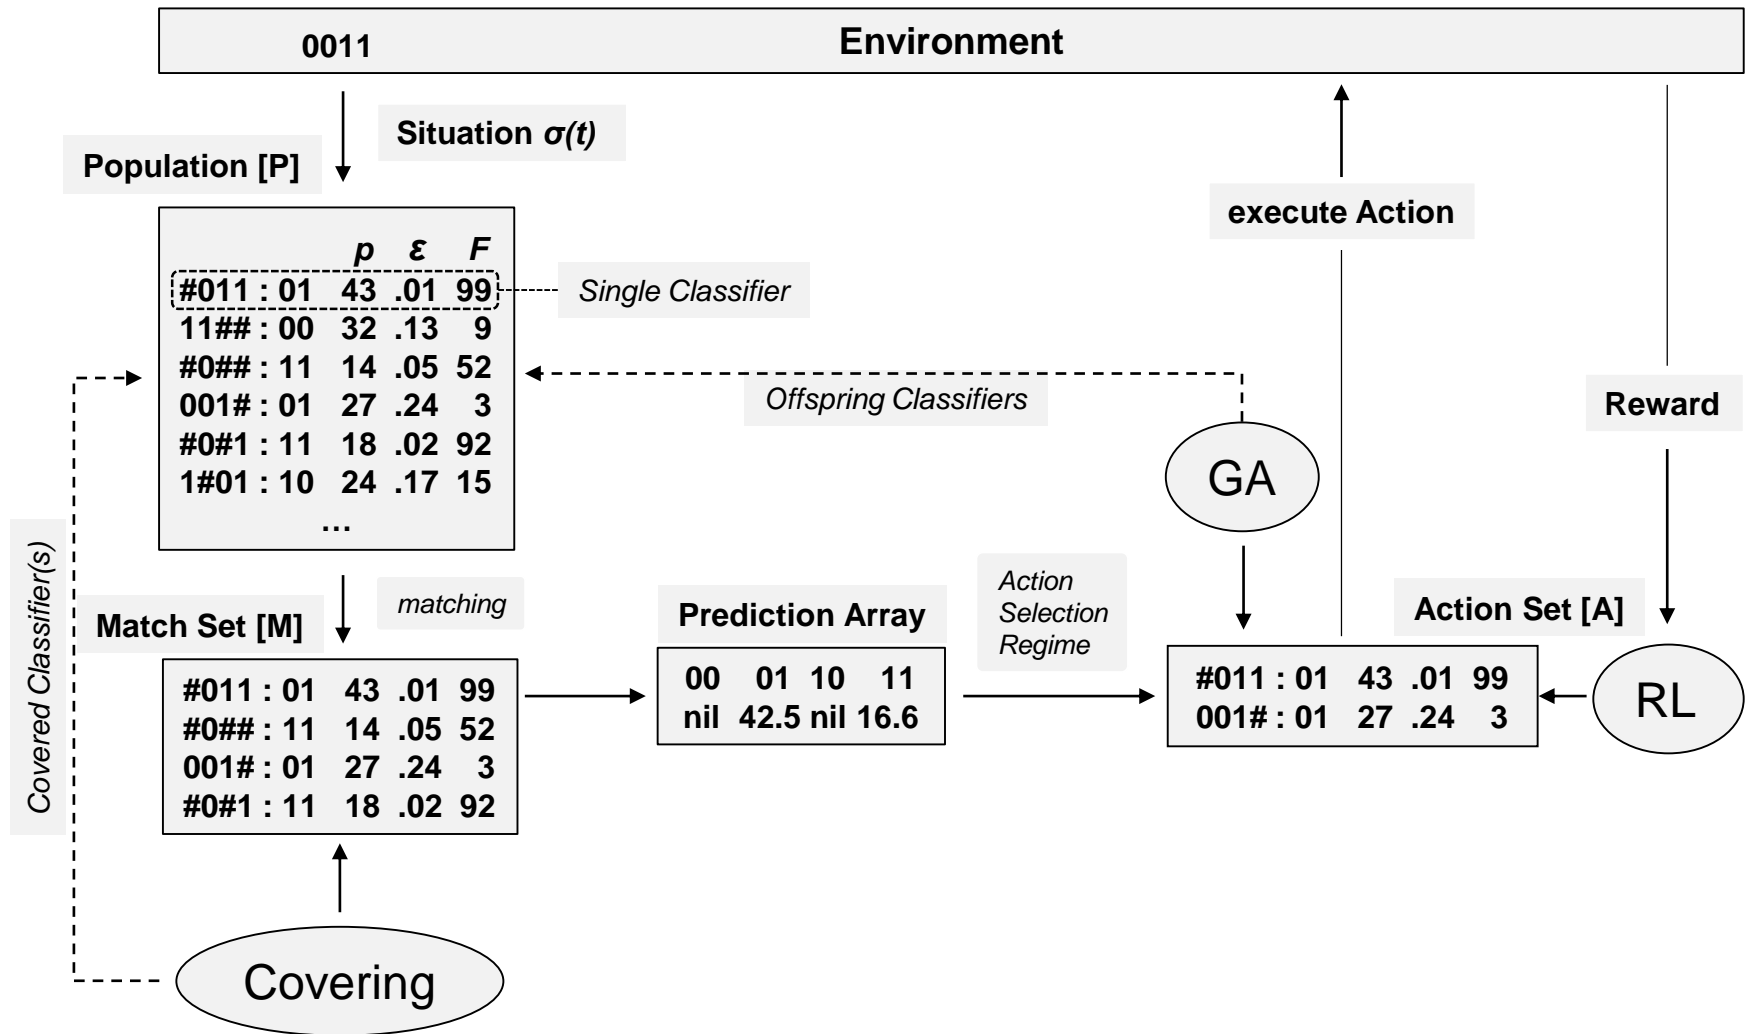 0011 Environment
Situation σ(t)
Population [P]
p ε F
#011 : 01 43 .01 99
11## : 00 32 .13 9
#0## : 11 14 .05 52
001# : 01 27 .24 3
#0#1 : 11 18 .02 92
1#01 : 10 24 .17 15
...
Single Classifier
execute Action
Offspring Classifiers
GA
Reward
Covered Classifier(s)
matching
Match Set [M]
#011 : 01 43 .01 99
#0## : 11 14 .05 52
001# : 01 27 .24 3
#0#1 : 11 18 .02 92
Prediction Array
00 01 10 11
nil 42.5 nil 16.6
Action
Selection
Regime
Action Set [A]
#011 : 01 43 .01 99
001# : 01 27 .24 3
RL
Covering